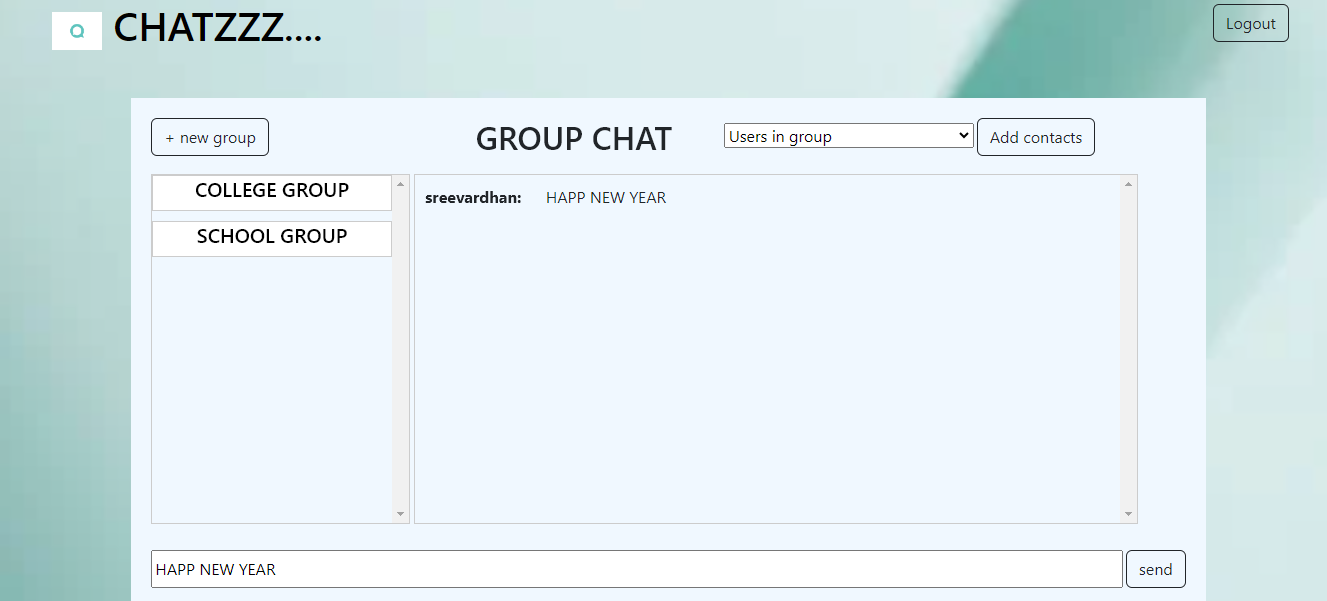 CHATZZZ....
Logout
+ new group
GROUP CHAT
Users in group
Add contacts
COLLEGE GROUP
SCHOOL GROUP
sreevardhan: HAPP NEW YEAR
HAPP NEW YEAR
send